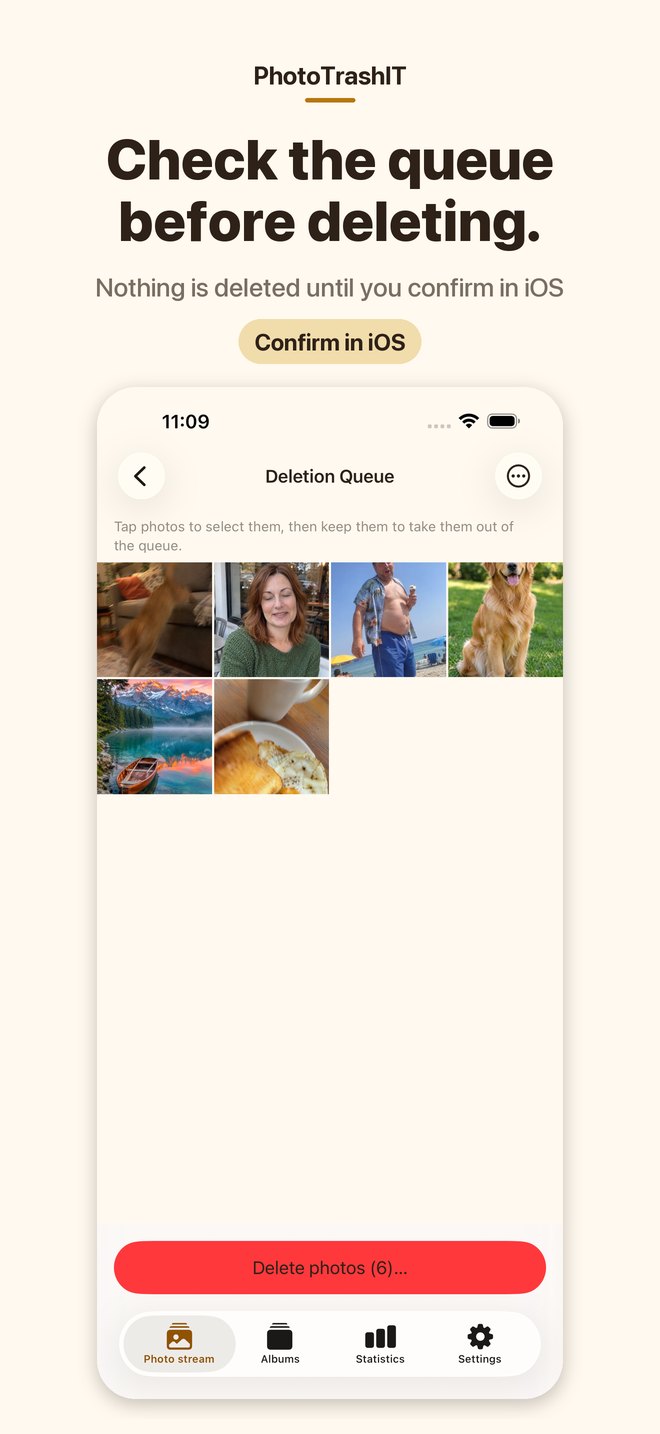 PhotoTrashIT
Check the queue
before deleting.
Nothing is deleted until you confirm in iOS
Confirm in iOS
11:09
Deletion Queue
Tap photos to select them, then keep them to take them out of
the queue.
Delete photos (6)...
Photo stream
Albums
Statistics
Settings